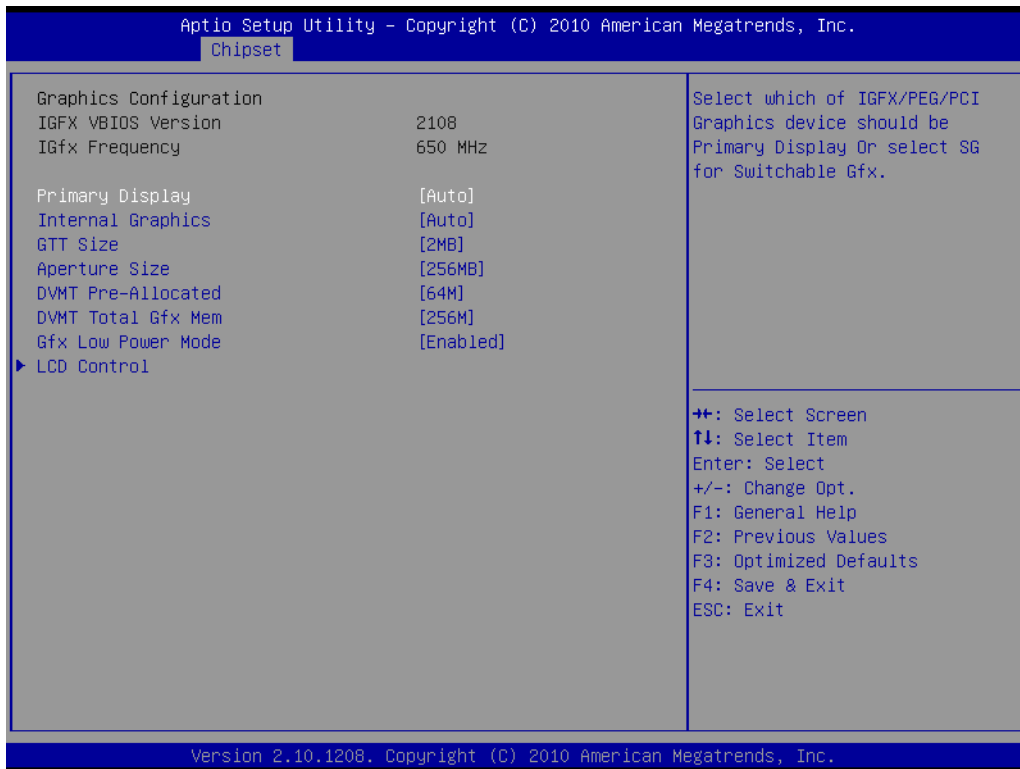 Aptio Setup Utility – Copyright (C) 2010 American Megatrends, Inc.
Chipset
Graphics Configuration
IGFX VBIOS Version 2108
IGfx Frequency 650 MHz
Primary Display [Auto]
Internal Graphics [Auto]
GTT Size [2MB]
Aperture Size [256MB]
DVMT Pre-Allocated [64M]
DVMT Total Gfx Mem [256M]
Gfx Low Power Mode [Enabled]
LCD Control
Select which of IGFX/PEG/PCI
Graphics device should be
Primary Display Or select SG
for Switchable Gfx.
→←: Select Screen
↑↓: Select Item
Enter: Select
+/-: Change Opt.
F1: General Help
F2: Previous Values
F3: Optimized Defaults
F4: Save & Exit
ESC: Exit
Version 2.10.1208. Copyright (C) 2010 American Megatrends, Inc.